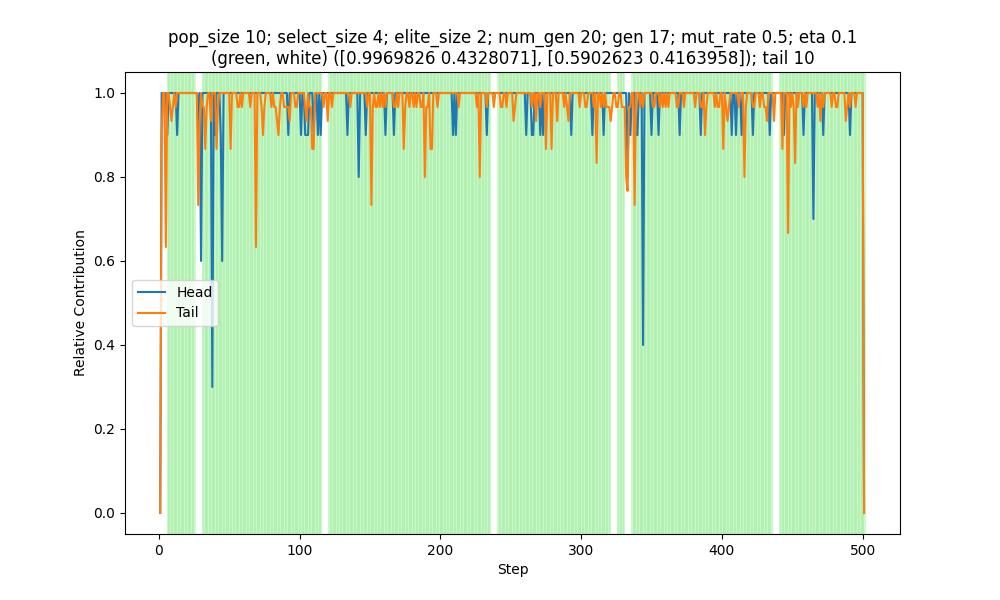 pop_size 10; select_size 4; elite_size 2; num_gen 20; gen 17; mut_rate 0.5; eta 0.1
(green, white) ([0.9969826 0.4328071], [0.5902623 0.4163958]); tail 10
1.0
0.8
0.6
0.4
0.2
0.0
Relative Contribution
Head
Tail
0 100 200 300 400 500
Step